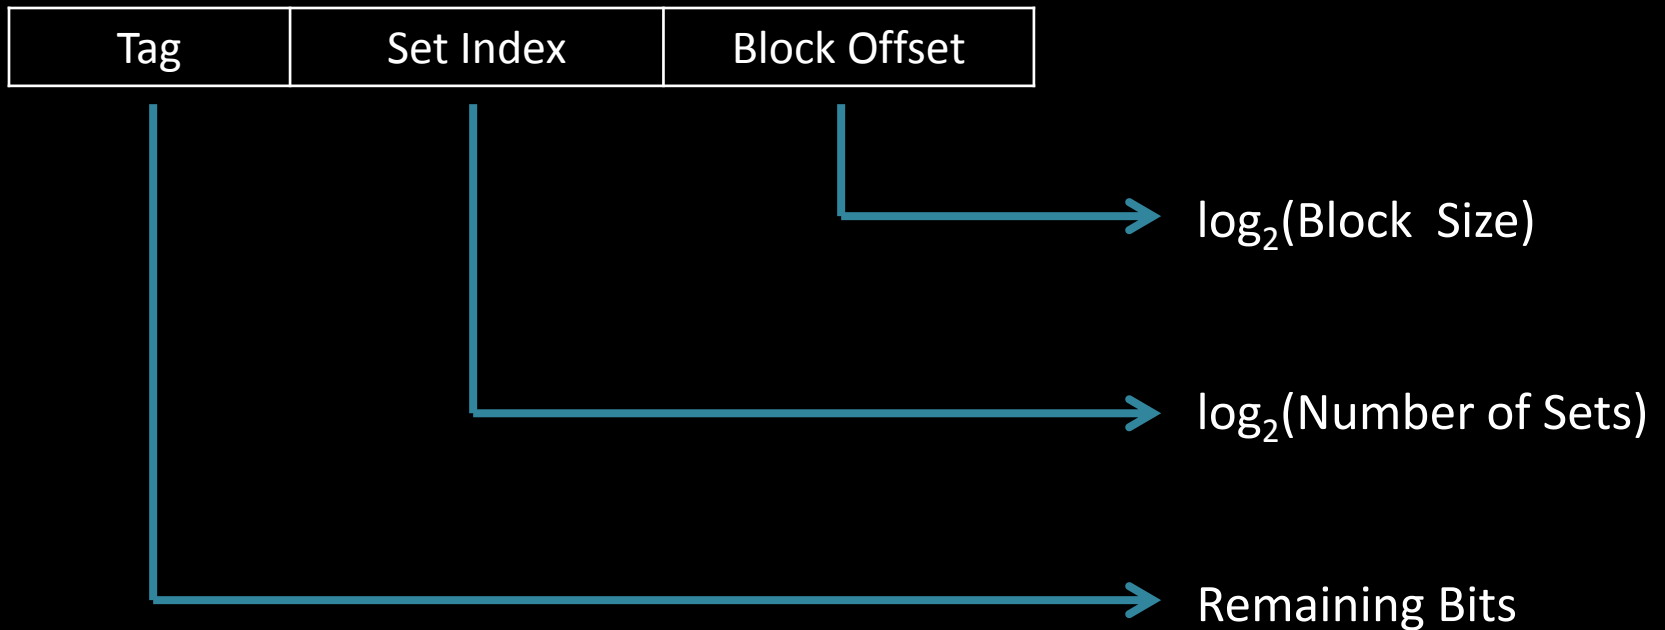 Tag Set Index Block Offset
log₂(Block Size)
log₂(Number of Sets)
Remaining Bits